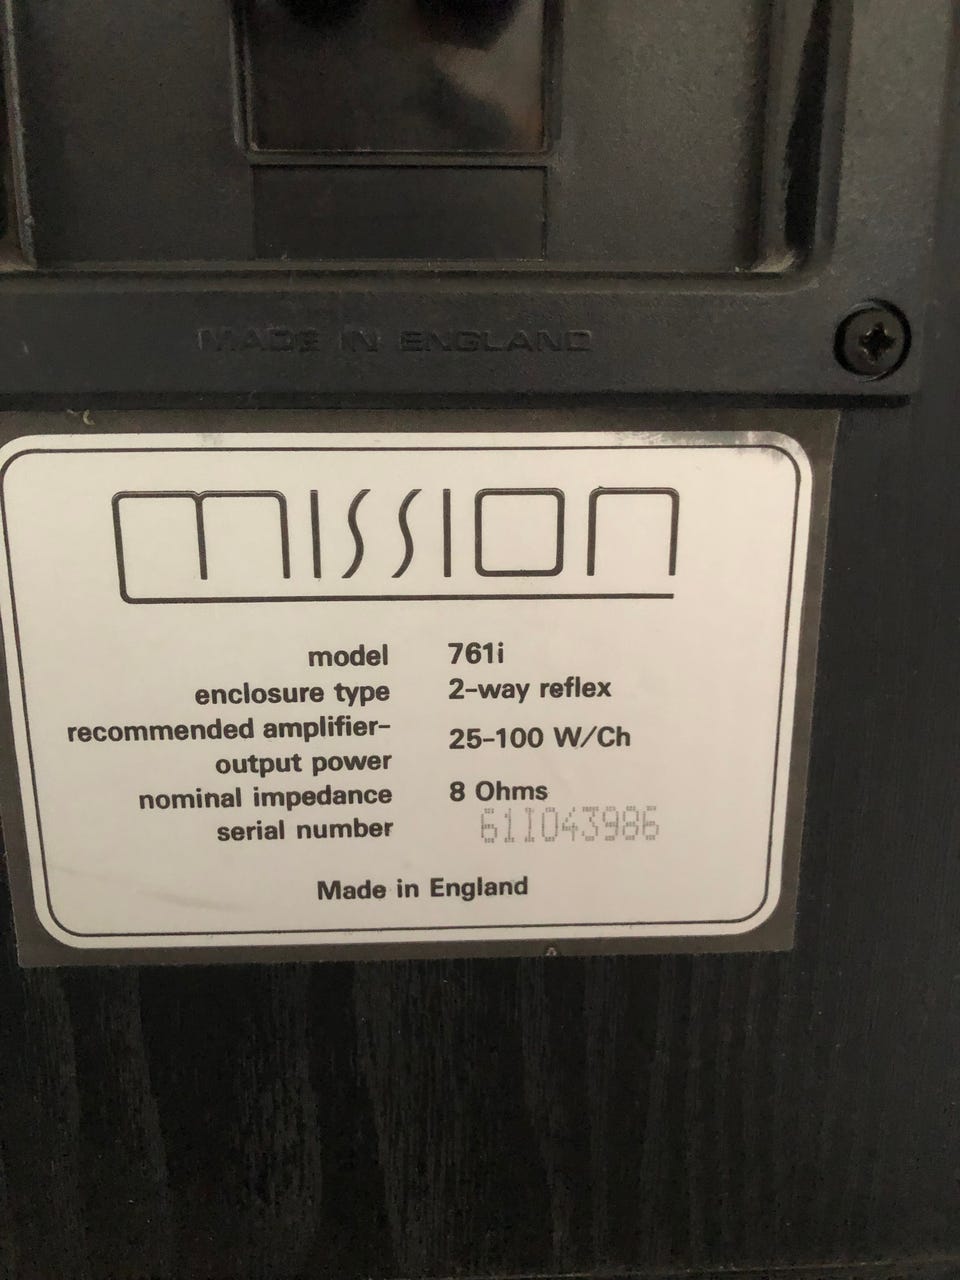 MADE IN ENGLAND
mission
model 761i
enclosure type 2-way reflex
recommended amplifier-
output power 25-100 W/Ch
nominal impedance 8 Ohms
serial number 61I043986
Made in England